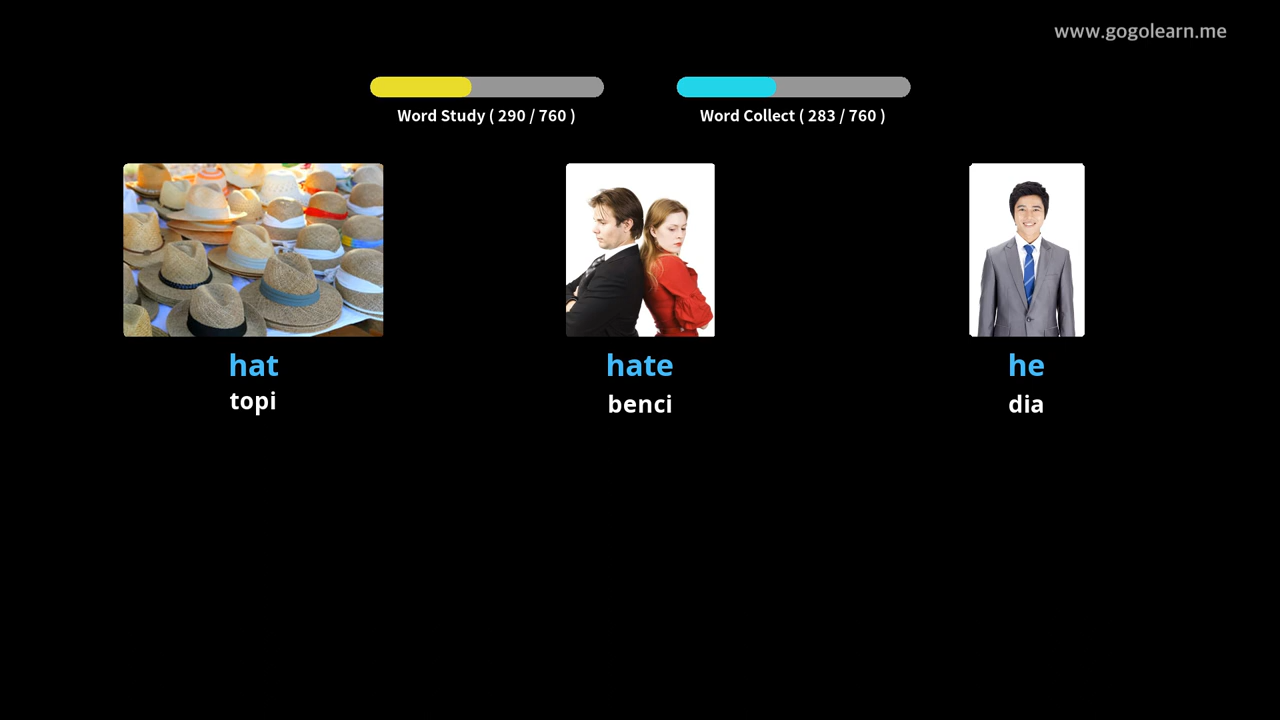 www.gogolearn.me
Word Study ( 290 / 760 )
Word Collect ( 283 / 760 )
hat
topi
hate
benci
he
dia